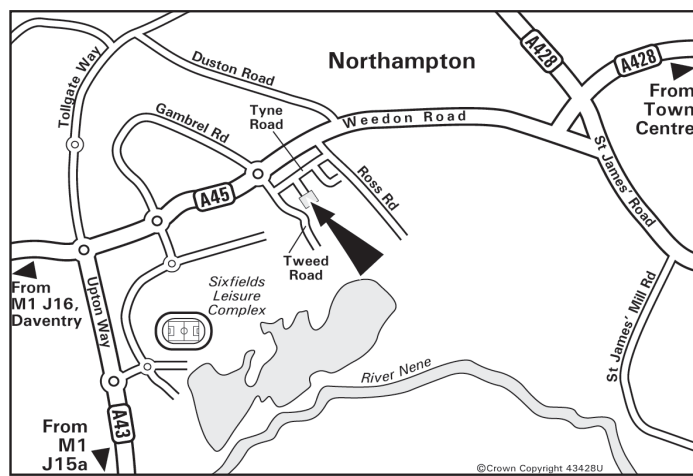 Northampton
Tollgate Way
Duston Road
A428
A428
From
Town
Centre
Gambrel Rd
Tyne
Road
Weedon Road
St James' Road
A45
Ross Rd
Tweed
Road
From
M1 J16,
Daventry
Upton Way
Sixfields
Leisure
Complex
St James' Mill Rd
River Nene
A43
From
M1
J15a
©Crown Copyright 43428U